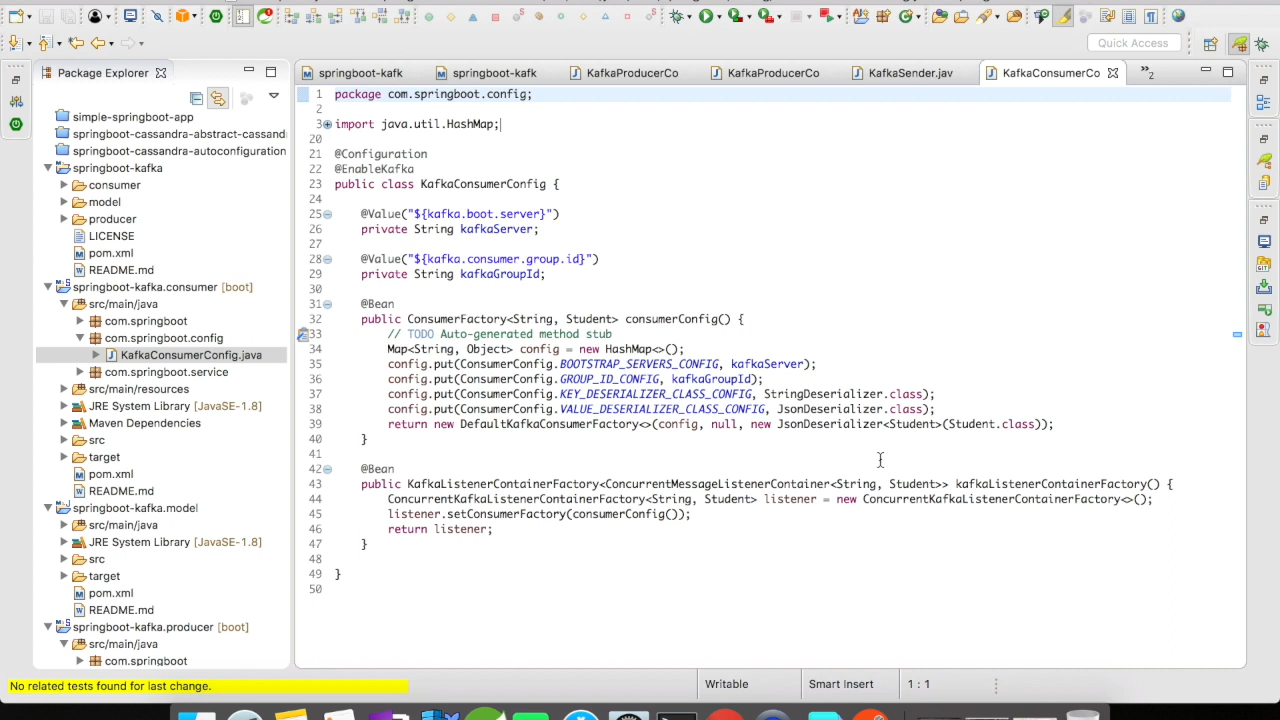 Quick Access
Package Explorer
springboot-kafk
springboot-kafk
KafkaProducerCo
KafkaProducerCo
KafkaSender.java
KafkaConsumerCo
2
simple-springboot-app
springboot-cassandra-abstract-cassand
springboot-cassandra-autoconfiguration
springboot-kafka
consumer
model
producer
LICENSE
pom.xml
README.md
springboot-kafka.consumer [boot]
src/main/java
com.springboot
com.springboot.config
KafkaConsumerConfig.java
com.springboot.service
src/main/resources
JRE System Library [JavaSE-1.8]
Maven Dependencies
src
target
pom.xml
README.md
springboot-kafka.model
src/main/java
JRE System Library [JavaSE-1.8]
src
target
pom.xml
README.md
springboot-kafka.producer [boot]
src/main/java
com.springboot
1 package com.springboot.config;
2
3 import java.util.HashMap;
20
21 @Configuration
22 @EnableKafka
23 public class KafkaConsumerConfig {
24
25 @Value("${kafka.boot.server}")
26 private String kafkaServer;
27
28 @Value("${kafka.consumer.group.id}")
29 private String kafkaGroupId;
30
31 @Bean
32 public ConsumerFactory<String, Student> consumerConfig() {
33 // TODO Auto-generated method stub
34 Map<String, Object> config = new HashMap<>();
35 config.put(ConsumerConfig.BOOTSTRAP_SERVERS_CONFIG, kafkaServer);
36 config.put(ConsumerConfig.GROUP_ID_CONFIG, kafkaGroupId);
37 config.put(ConsumerConfig.KEY_DESERIALIZER_CLASS_CONFIG, StringDeserializer.class);
38 config.put(ConsumerConfig.VALUE_DESERIALIZER_CLASS_CONFIG, JsonDeserializer.class);
39 return new DefaultKafkaConsumerFactory<>(config, null, new JsonDeserializer<Student>(Student.class));
40 }
41
42 @Bean
43 public KafkaListenerContainerFactory<ConcurrentMessageListenerContainer<String, Student>> kafkaListenerContainerFactory() {
44 ConcurrentKafkaListenerContainerFactory<String, Student> listener = new ConcurrentKafkaListenerContainerFactory<>();
45 listener.setConsumerFactory(consumerConfig());
46 return listener;
47 }
48
49 }
50
No related tests found for last change.
Writable
Smart Insert
1 : 1